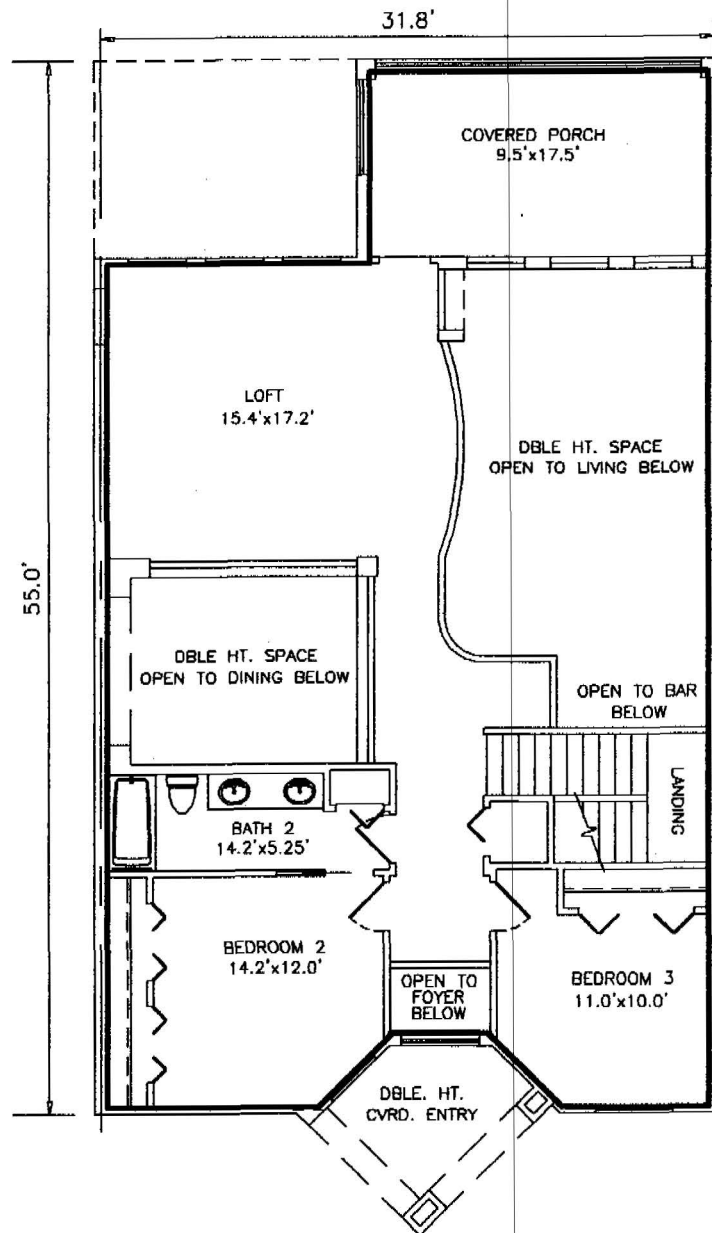 31.8'
COVERED PORCH
9.5'x17.5'
LOFT
15.4'x17.2'
DBLE HT. SPACE
OPEN TO LIVING BELOW
55.0'
DBLE HT. SPACE
OPEN TO DINING BELOW
OPEN TO BAR
BELOW
LANDING
BATH 2
14.2'x5.25'
BEDROOM 2
14.2'x12.0'
OPEN TO
FOYER
BELOW
BEDROOM 3
11.0'x10.0'
DBLE. HT.
CVRD. ENTRY